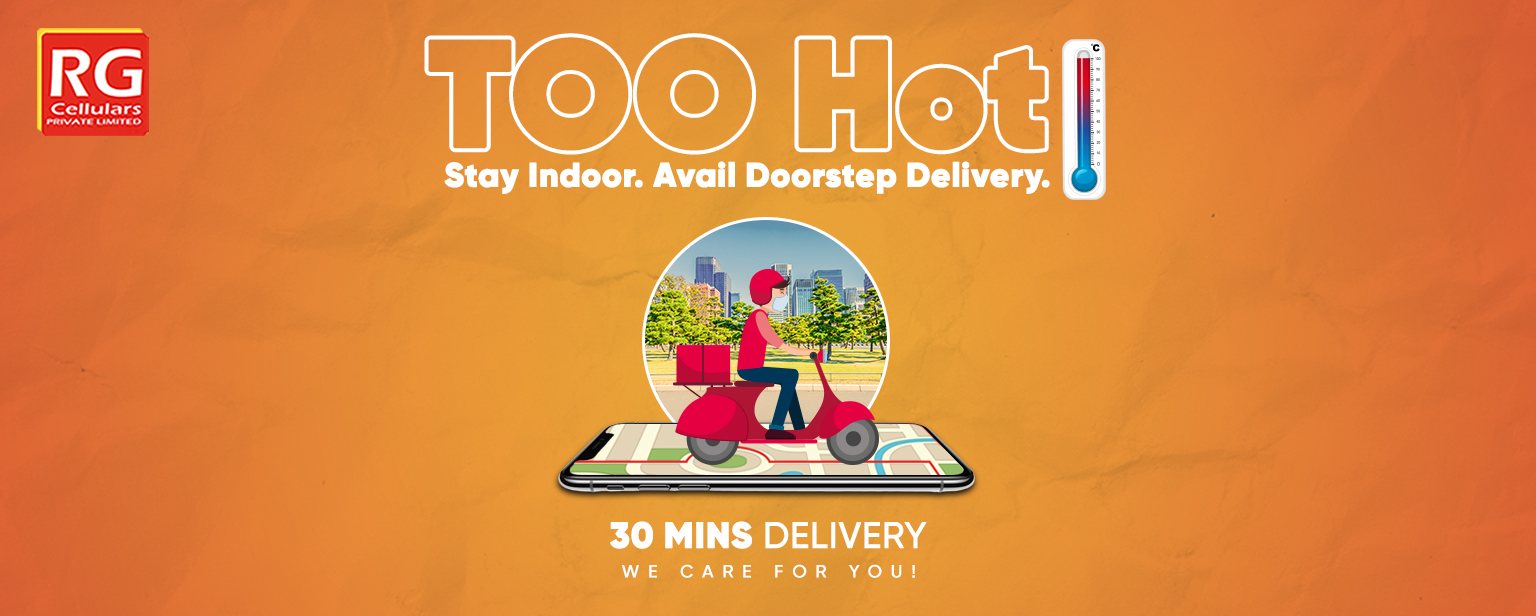 RG
Cellulars
PRIVATE LIMITED
TOO Hot
°C
Stay Indoor. Avail Doorstep Delivery.
30 MINS DELIVERY
WE CARE FOR YOU!